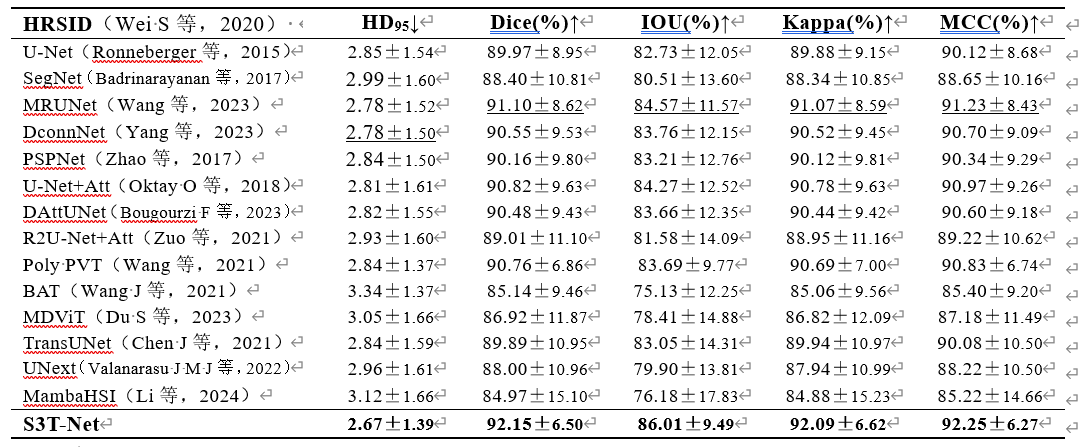 HRSID（Wei S 等，2020） HD95↓ Dice(%)↑ IOU(%)↑ Kappa(%)↑ MCC(%)↑
U-Net（Ronneberger 等，2015） 2.85±1.54 89.97±8.95 82.73±12.05 89.88±9.15 90.12±8.68
SegNet（Badrinarayanan 等，2017） 2.99±1.60 88.40±10.81 80.51±13.60 88.34±10.85 88.65±10.16
MRUNet（Wang 等，2023） 2.78±1.52 91.10±8.62 84.57±11.57 91.07±8.59 91.23±8.43
DconnNet（Yang 等，2023） 2.78±1.50 90.55±9.53 83.76±12.15 90.52±9.45 90.70±9.09
PSPNet（Zhao 等，2017） 2.84±1.50 90.16±9.80 83.21±12.76 90.12±9.81 90.34±9.29
U-Net+Att（Oktay O 等，2018） 2.81±1.61 90.82±9.63 84.27±12.52 90.78±9.63 90.97±9.26
DAttUNet（Bougourzi F 等，2023） 2.82±1.55 90.48±9.43 83.66±12.35 90.44±9.42 90.60±9.18
R2U-Net+Att（Zuo 等，2021） 2.93±1.60 89.01±11.10 81.58±14.09 88.95±11.16 89.22±10.62
Poly PVT（Wang 等，2021） 2.84±1.37 90.76±6.86 83.69±9.77 90.69±7.00 90.83±6.74
BAT（Wang J 等，2021） 3.34±1.37 85.14±9.46 75.13±12.25 85.06±9.56 85.40±9.20
MDViT（Du S 等，2023） 3.05±1.66 86.92±11.87 78.41±14.88 86.82±12.09 87.18±11.49
TransUNet（Chen J 等，2021） 2.84±1.59 89.89±10.95 83.05±14.31 89.94±10.97 90.08±10.50
UNext（Valanarasu J M J 等，2022） 2.96±1.61 88.00±10.96 79.90±13.81 87.94±10.99 88.22±10.50
MambaHSI（Li 等，2024） 3.12±1.66 84.97±15.10 76.18±17.83 84.88±15.23 85.22±14.66
S3T-Net 2.67±1.39 92.15±6.50 86.01±9.49 92.09±6.62 92.25±6.27